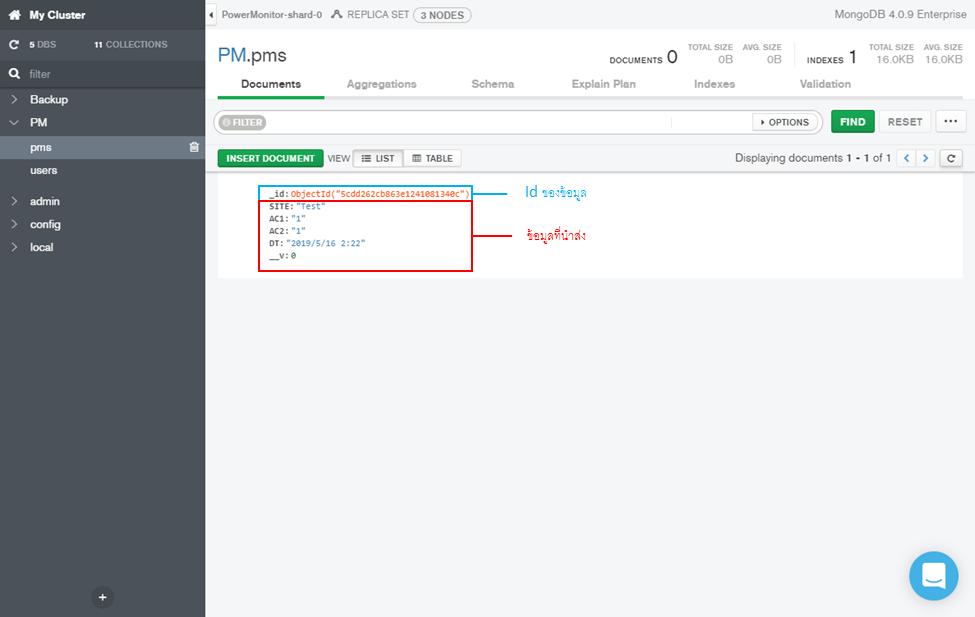 My Cluster
PowerMonitor-shard-0 REPLICA SET 3 NODES
MongoDB 4.0.9 Enterprise
5 DBS 11 COLLECTIONS
filter
Backup
PM
pms
users
admin
config
local
PM.pms
DOCUMENTS 0 TOTAL SIZE 0B AVG. SIZE 0B INDEXES 1 TOTAL SIZE 16.0KB AVG. SIZE 16.0KB
Documents Aggregations Schema Explain Plan Indexes Validation
FILTER OPTIONS FIND RESET ...
INSERT DOCUMENT VIEW LIST TABLE Displaying documents 1 - 1 of 1
_id:ObjectId("5cdd262cb863e1241081340c") Id ของข้อมูล
SITE:"Test"
AC1:"1"
AC2:"1" ข้อมูลที่นำส่ง
DT:"2019/5/16 2:22"
__v:0